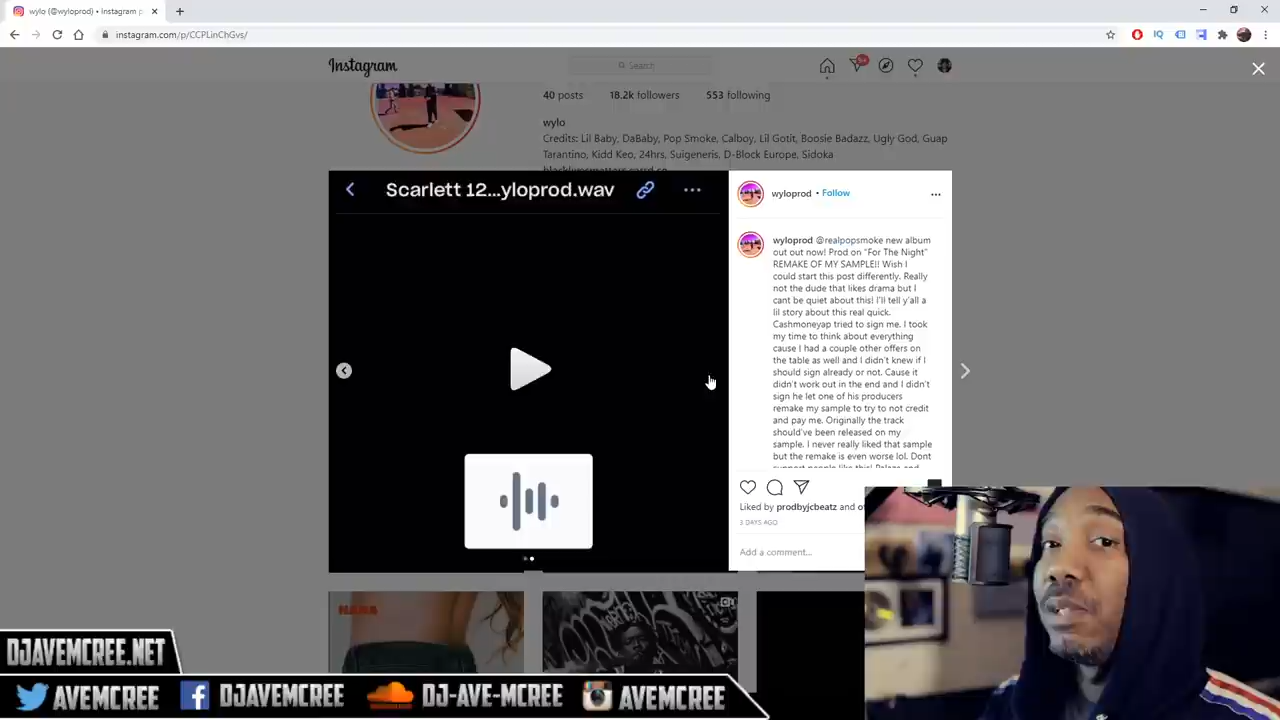 wylo (@wyloprod) • Instagram p
instagram.com/p/CCPLinChGvs/
Instagram
Search
40 posts 18.2k followers 553 following
wylo
Credits: Lil Baby, DaBaby, Pop Smoke, Calboy, Lil Gotit, Boosie Badazz, Ugly God, Guap
Tarantino, Kidd Keo, 24hrs, Suigeneris, D-Block Europe, Sidoka
Scarlett 12...yloprod.wav
wyloprod • Follow
wyloprod @realpopsmoke new album
out out now! Prod on "For The Night"
REMAKE OF MY SAMPLE!! Wish I
could start this post differently. Really
not the dude that likes drama but I
cant be quiet about this! I'll tell y'all a
lil story about this real quick.
Cashmoneyap tried to sign me. I took
my time to think about everything
cause I had a couple other offers on
the table as well and I didn't knew if I
should sign already or not. Cause it
didn't work out in the end and I didn't
sign he let one of his producers
remake my sample to try to not credit
and pay me. Originally the track
should've been released on my
sample. I never really liked that sample
but the remake is even worse lol. Dont
Liked by prodbyjcbeatz and
3 DAYS AGO
Add a comment...
DJAVEMCREE.NET
AVEMCREE DJAVEMCREE DJ-AVE-MCREE AVEMCREE